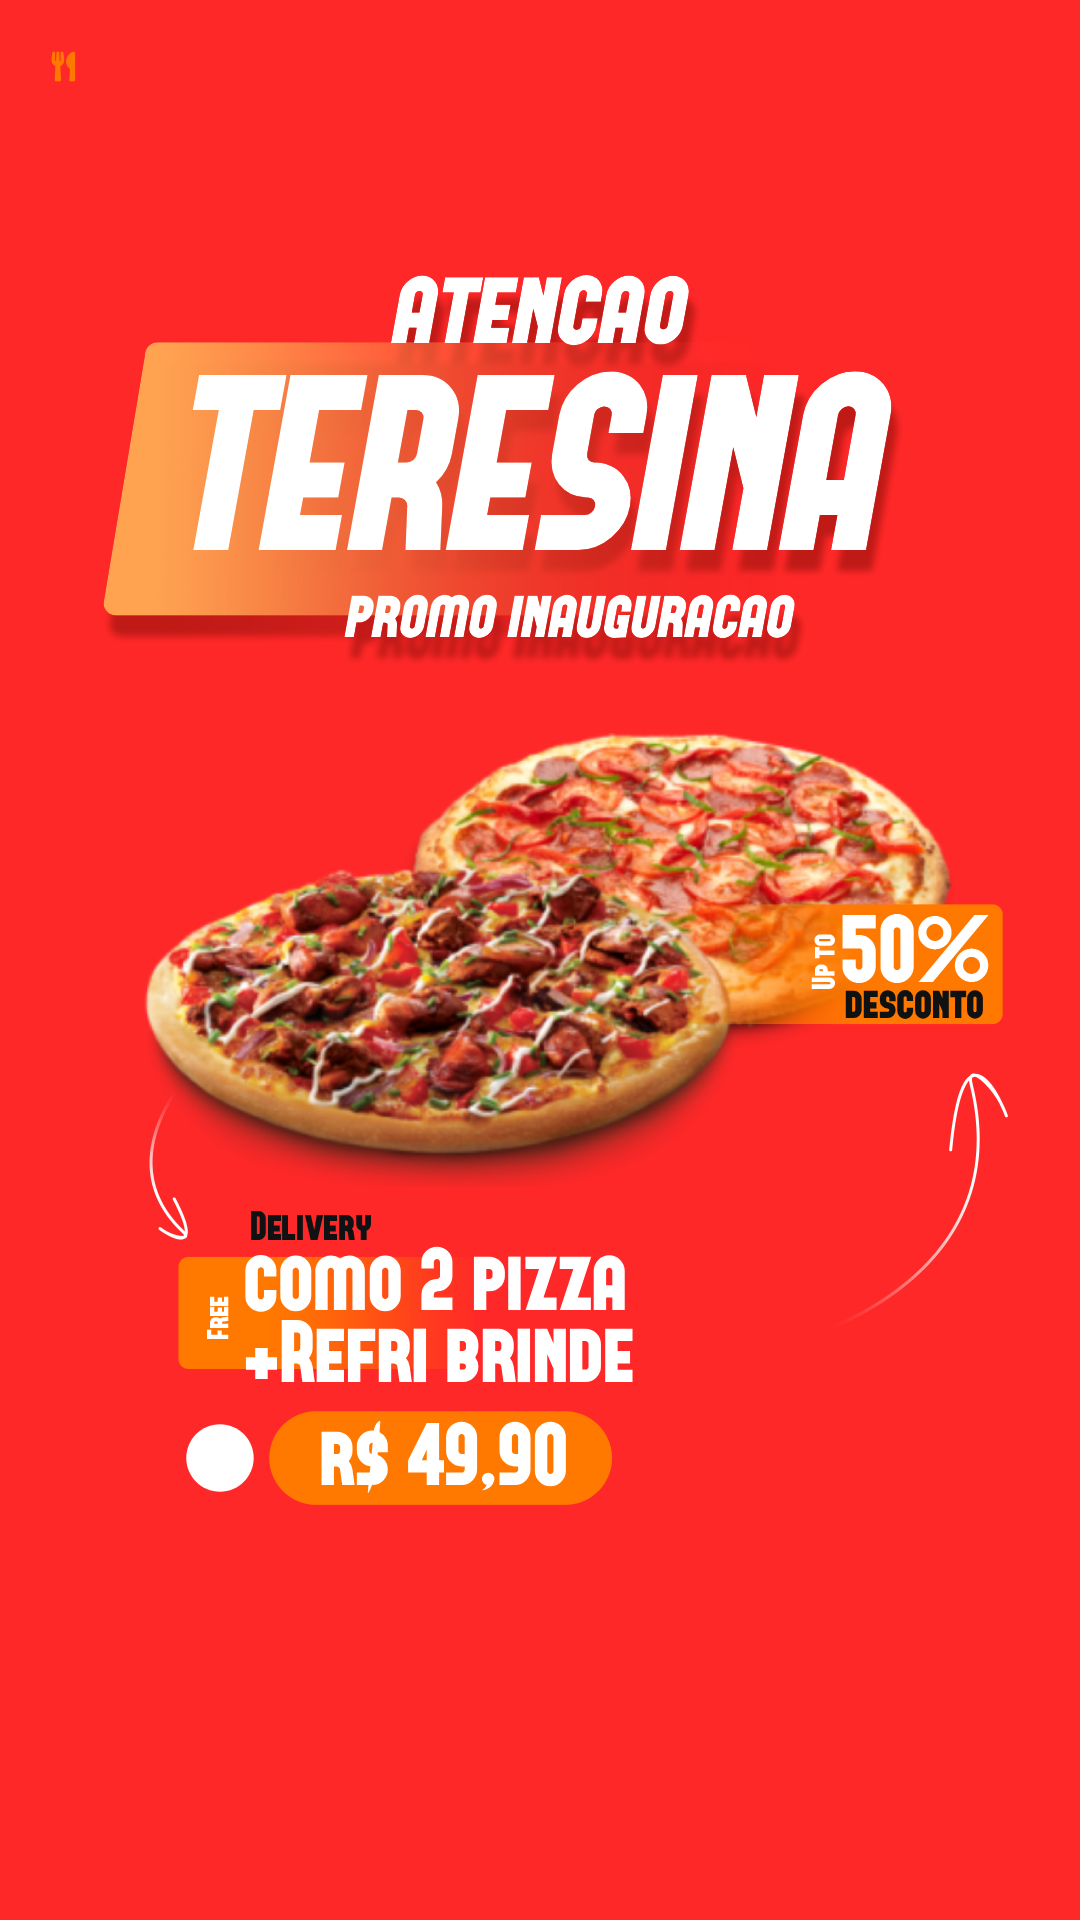 ATENCAO
TERESINA
PROMO INAUGURACAO
UP TO
50%
DESCONTO
DELIVERY
FREE
COMO 2 PIZZA
+REFRI BRINDE
R$ 49,90